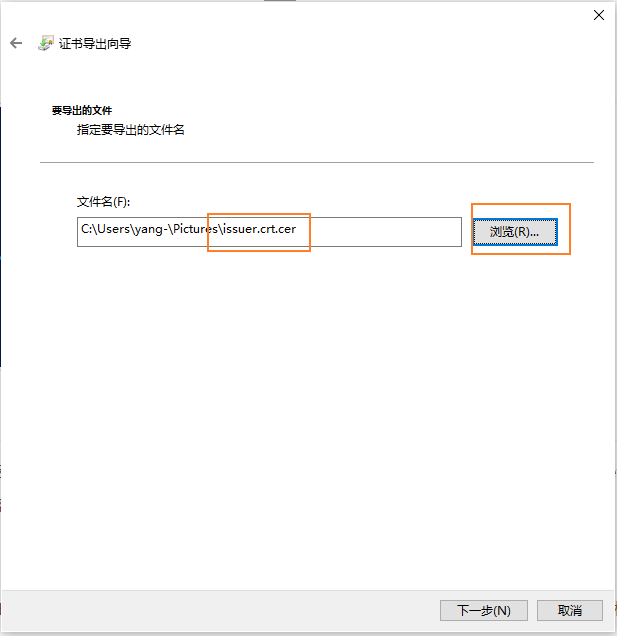 证书导出向导
要导出的文件
指定要导出的文件名
文件名(F):
C:\Users\yang-\Pictures\issuer.crt.cer
浏览(R)...
下一步(N)
取消